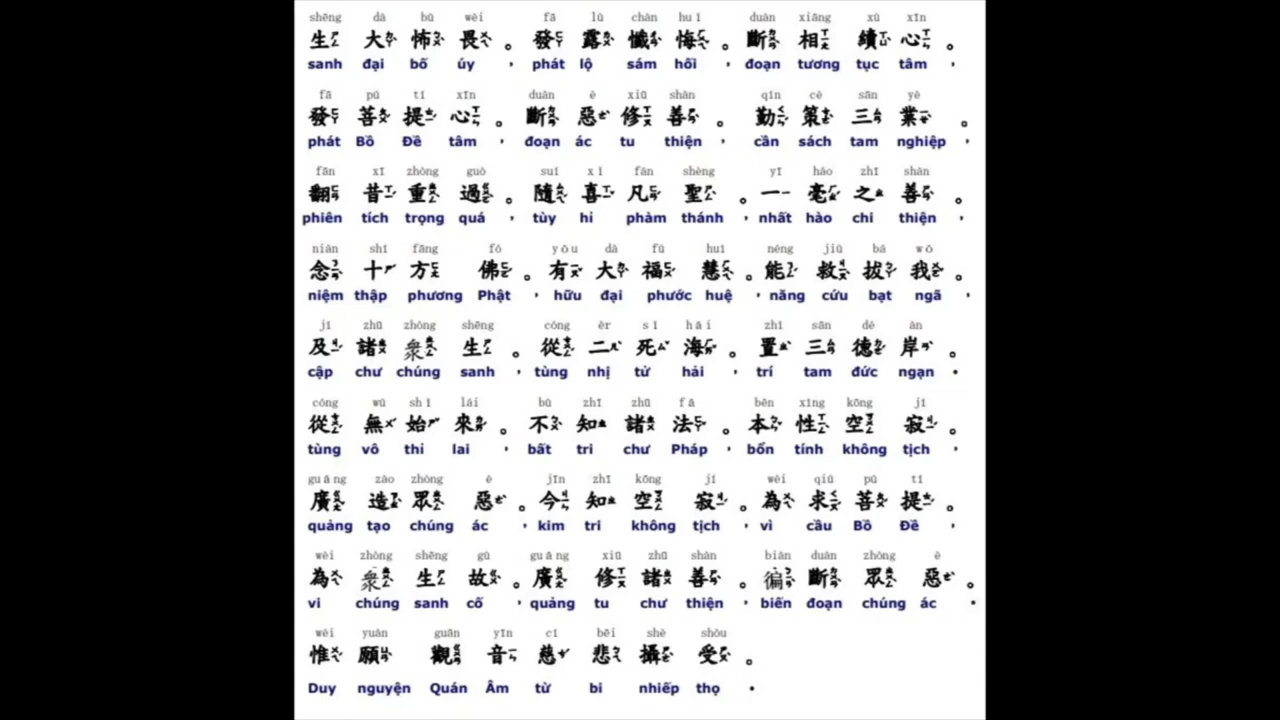 shēng dà bù wèi fā lù chàn huǐ duàn xiāng xù xīn
生 大 怖 畏 。 發 露 懺 悔 。 斷 相 續 心 。
sanh đại bố úy , phát lộ sám hối , đoạn tương tục tâm ,
fā pú tí xīn duàn è xiū shàn qín cè sān yè
發 菩 提 心 。 斷 惡 修 善 。 勤 策 三 業 。
phát Bồ Đề tâm , đoạn ác tu thiện , cần sách tam nghiệp ,
fān xī zhòng guò suí xǐ fán shèng yī háo zhī shàn
翻 昔 重 過 。 隨 喜 凡 聖 。 一 毫 之 善 。
phiên tích trọng quá , tùy hỉ phàm thánh , nhất hào chi thiện ,
niàn shí fāng fó yǒu dà fú huì néng jiù bá wǒ
念 十 方 佛 。 有 大 福 慧 。 能 救 拔 我 。
niệm thập phương Phật , hữu đại phước huệ , năng cứu bạt ngã ,
jí zhū zhòng shēng cóng èr sǐ hǎi zhì sān dé àn
及 諸 衆 生 。 從 二 死 海 。 置 三 德 岸 。
cập chư chúng sanh , tùng nhị tử hải , trí tam đức ngạn •
cóng wú shǐ lái bù zhī zhū fǎ běn xìng kōng jí
從 無 始 來 。 不 知 諸 法 。 本 性 空 寂 。
tùng vô thỉ lai , bất tri chư Pháp , bổn tính không tịch ,
guǎng zào zhòng è jīn zhī kōng jí wèi qiú pú tí
廣 造 眾 惡 。 今 知 空 寂 。 為 求 菩 提 。
quảng tạo chúng ác , kim tri không tịch , vì cầu Bồ Đề ,
wèi zhòng shēng gù guǎng xiū zhū shàn biàn duàn zhòng è
為 衆 生 故 。 廣 修 諸 善 。 徧 斷 眾 惡 。
vì chúng sanh cố , quảng tu chư thiện , biến đoạn chúng ác •
wéi yuàn guān yīn cí bēi shè shòu
惟 願 觀 音 慈 悲 攝 受 。
Duy nguyện Quán Âm từ bi nhiếp thọ •